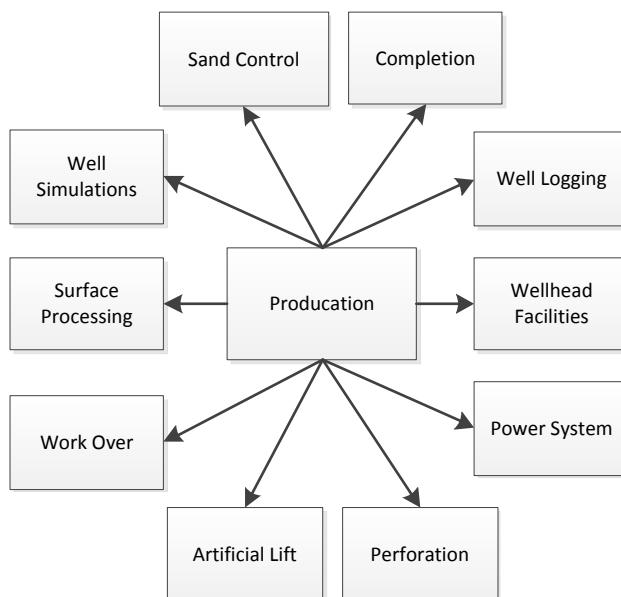 Sand Control
Completion
Well
Simulations
Well Logging
Surface
Processing
Producation
Wellhead
Facilities
Work Over
Power System
Artificial Lift
Perforation